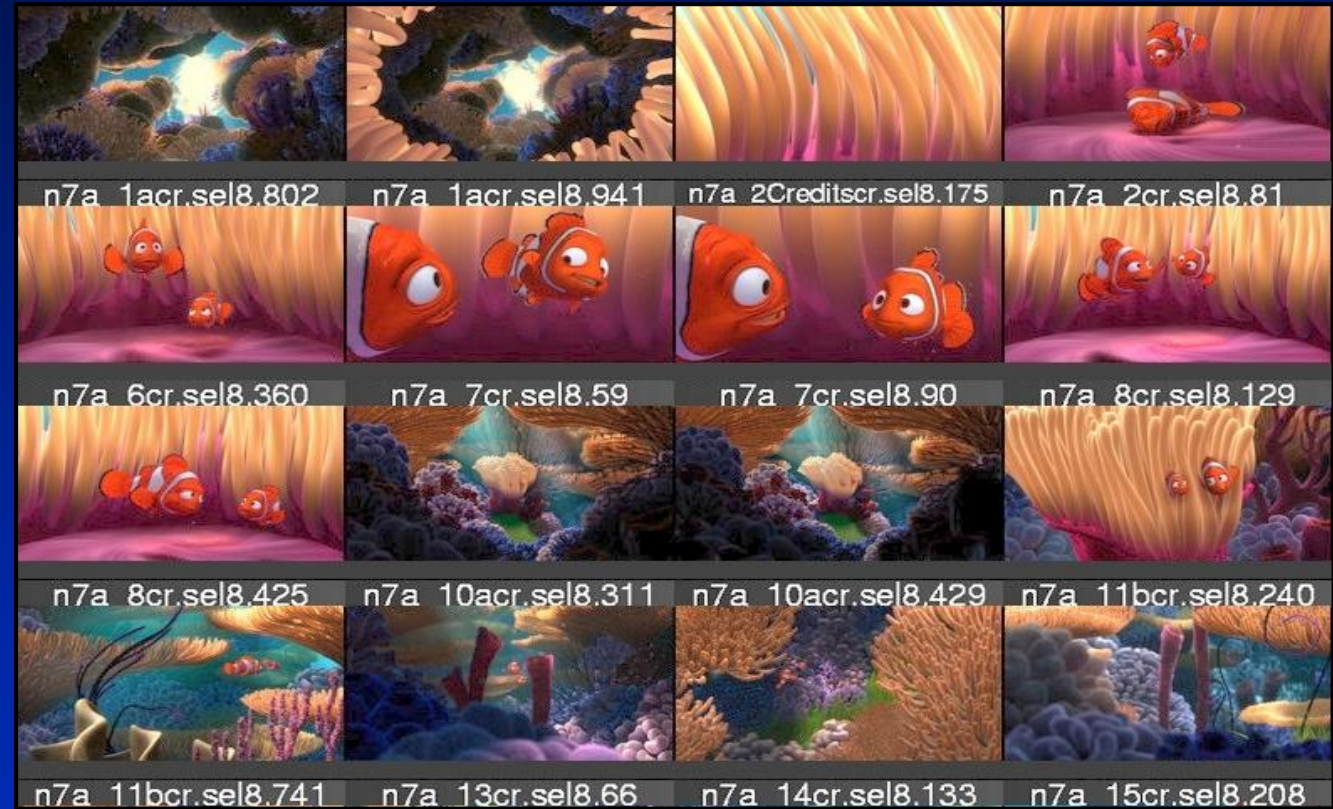 n7a_1acr.sel8.802 n7a_1acr.sel8.941 n7a_2Creditscr.sel8.175 n7a_2cr.sel8.81
n7a_6cr.sel8.360 n7a_7cr.sel8.59 n7a_7cr.sel8.90 n7a_8cr.sel8.129
n7a_8cr.sel8.425 n7a_10acr.sel8.311 n7a_10acr.sel8.429 n7a_11bcr.sel8.240
n7a_11bcr.sel8.741 n7a_13cr.sel8.66 n7a_14cr.sel8.133 n7a_15cr.sel8.208